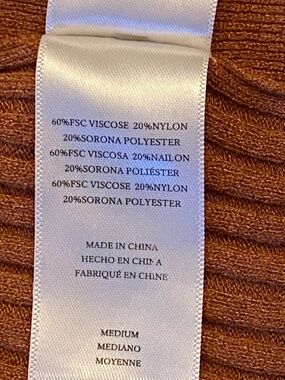 60%FSC VISCOSE 20%NYLON
20%SORONA POLYESTER
60%FSC VISCOSA 20%NAILON
20%SORONA POLIÉSTER
60%FSC VISCOSE 20%NYLON
20%SORONA POLYESTER
MADE IN CHINA
HECHO EN CHINA
FABRIQUÉ EN CHINE
MEDIUM
MEDIANO
MOYENNE